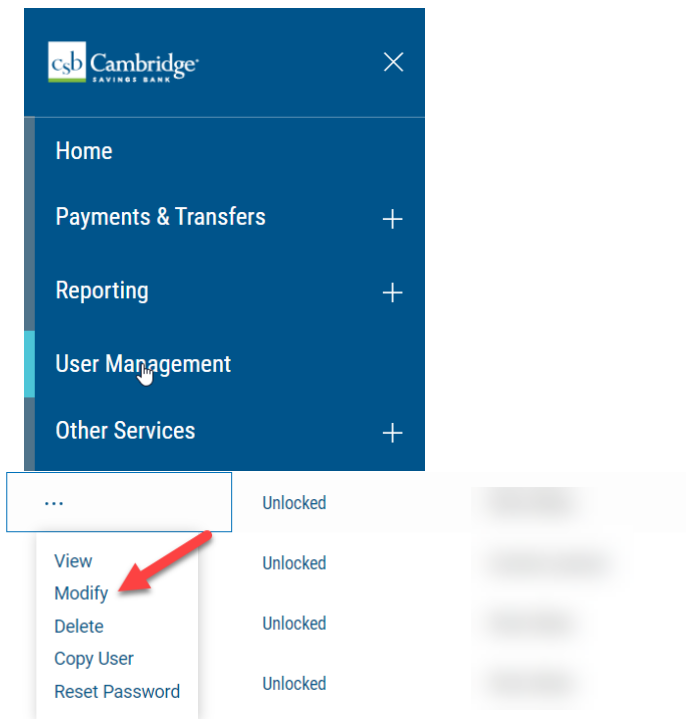 csb Cambridge
SAVINGS BANK
Home
Payments & Transfers
Reporting
User Management
Other Services
... Unlocked
View Unlocked
Modify
Delete Unlocked
Copy User
Reset Password Unlocked